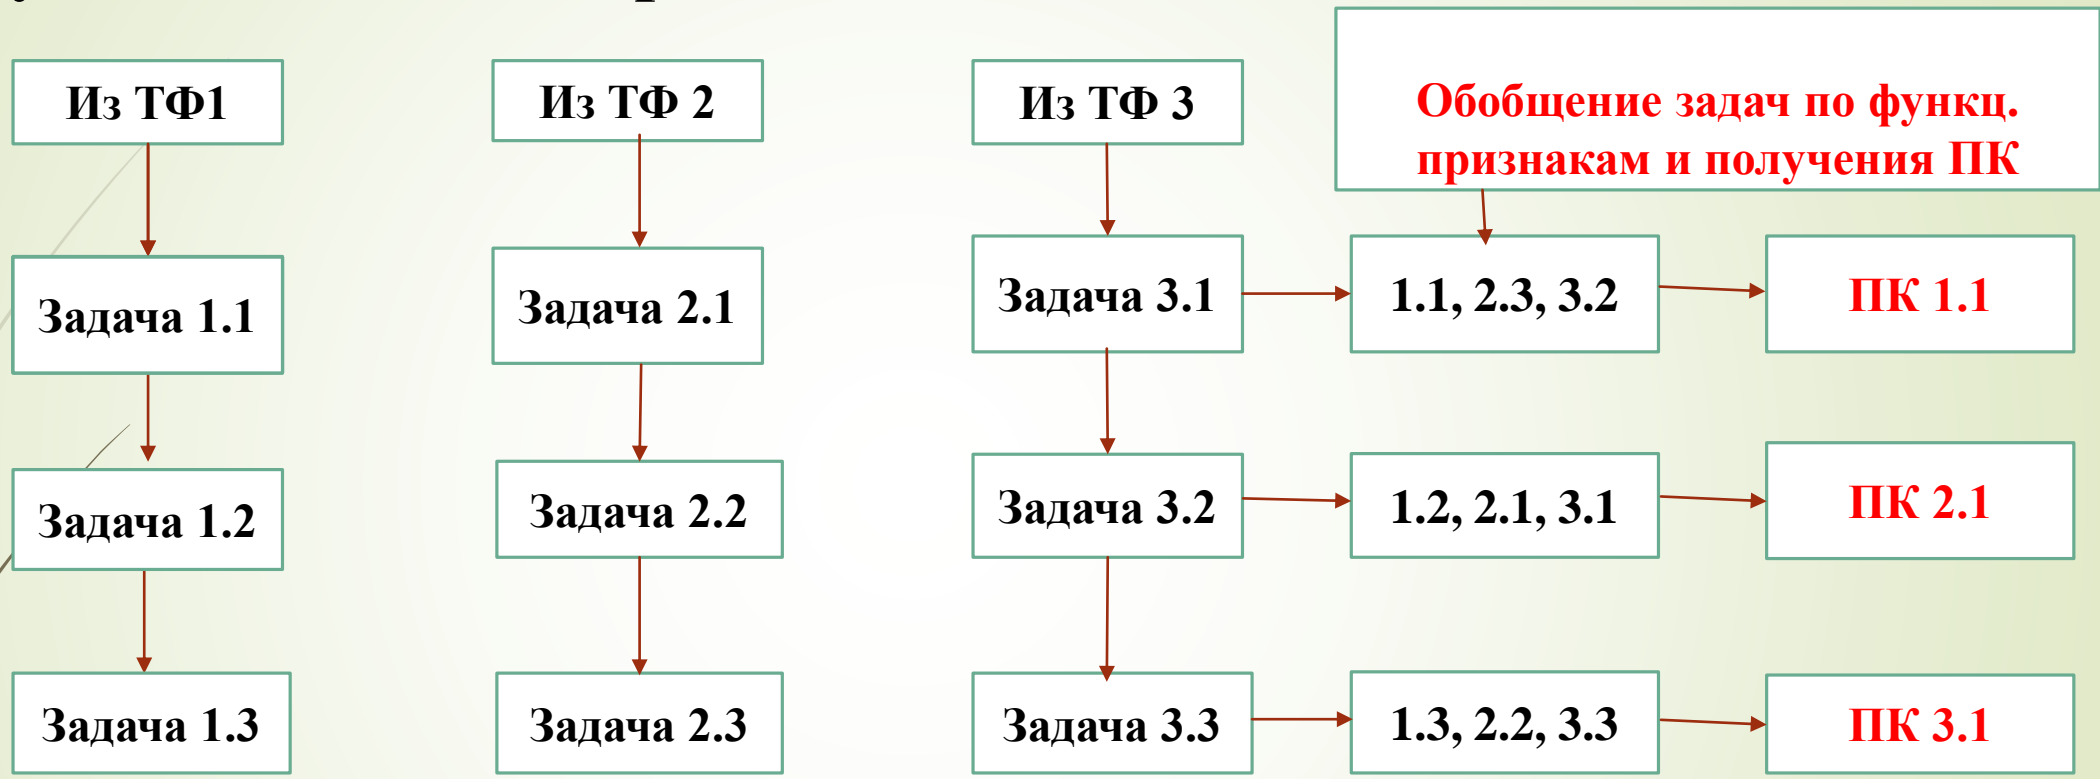 Из ТФ1
Из ТФ 2
Из ТФ 3
Обобщение задач по функц.
признакам и получения ПК
Задача 1.1
Задача 2.1
Задача 3.1
1.1, 2.3, 3.2
ПК 1.1
Задача 1.2
Задача 2.2
Задача 3.2
1.2, 2.1, 3.1
ПК 2.1
Задача 1.3
Задача 2.3
Задача 3.3
1.3, 2.2, 3.3
ПК 3.1